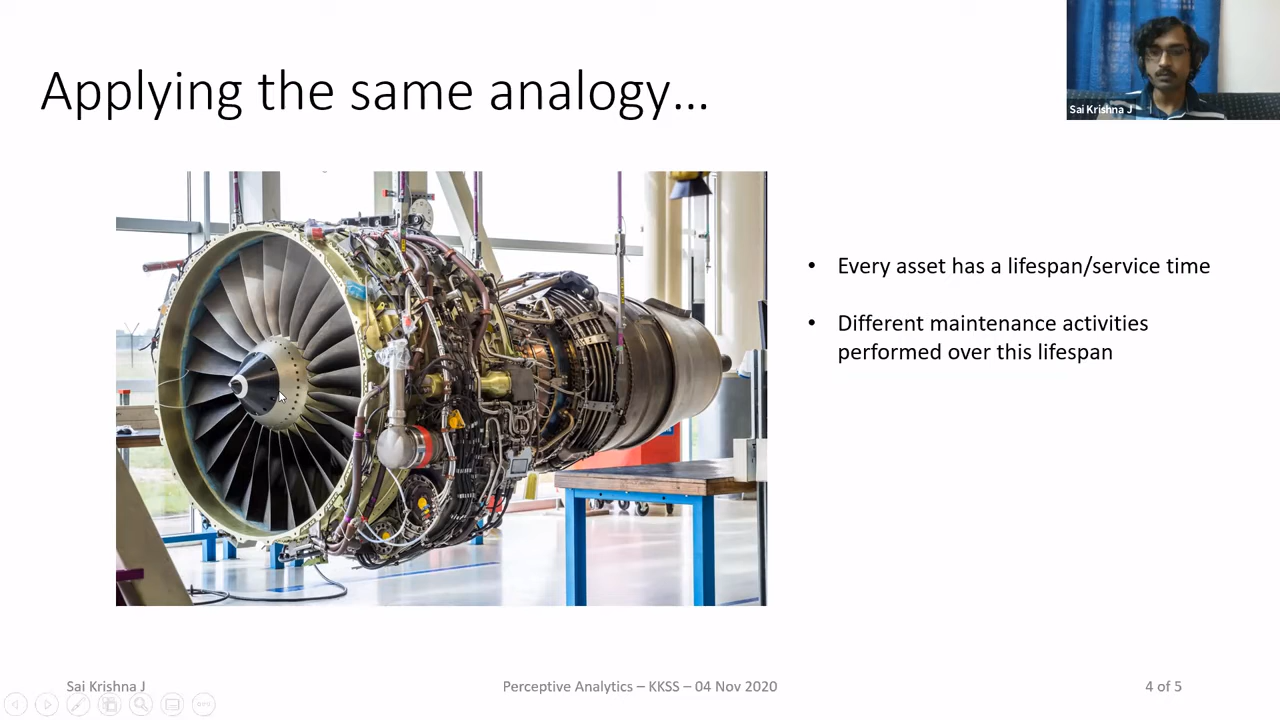 Applying the same analogy...
Sai Krishna J
• Every asset has a lifespan/service time
• Different maintenance activities
performed over this lifespan
Sai Krishna J
Perceptive Analytics – KKSS – 04 Nov 2020
4 of 5